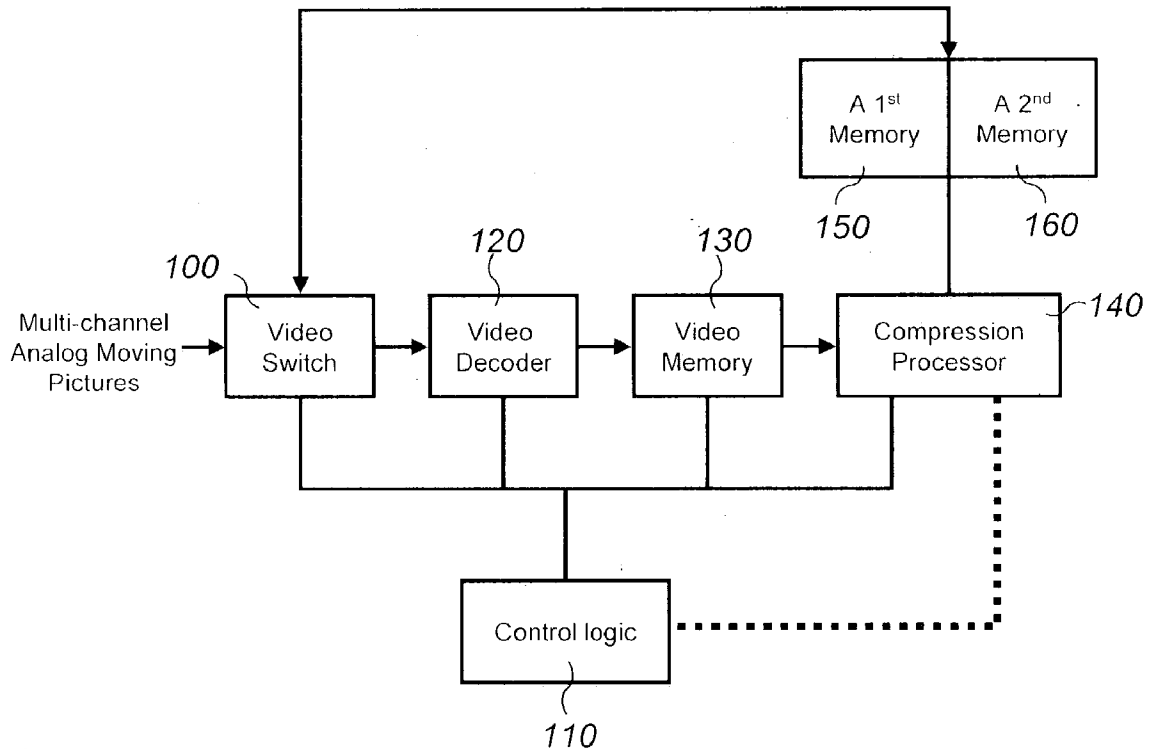 A 1st
Memory
A 2nd
Memory
150
160
100
120
130
140
Multi-channel
Analog Moving
Pictures
Video
Switch
Video
Decoder
Video
Memory
Compression
Processor
Control logic
110